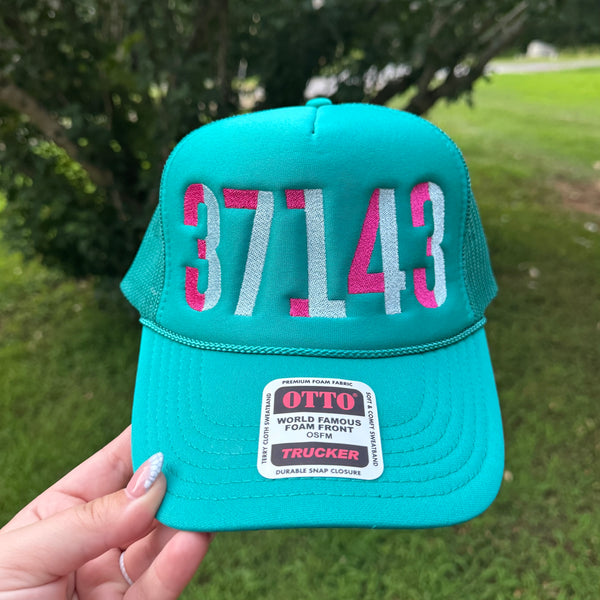 37143
PREMIUM FOAM FABRIC
OTTO®
WORLD FAMOUS
FOAM FRONT
OSFM
TRUCKER
DURABLE SNAP CLOSURE
TERRY CLOTH SWEATBAND
SOFT & COMFY SWEATBAND